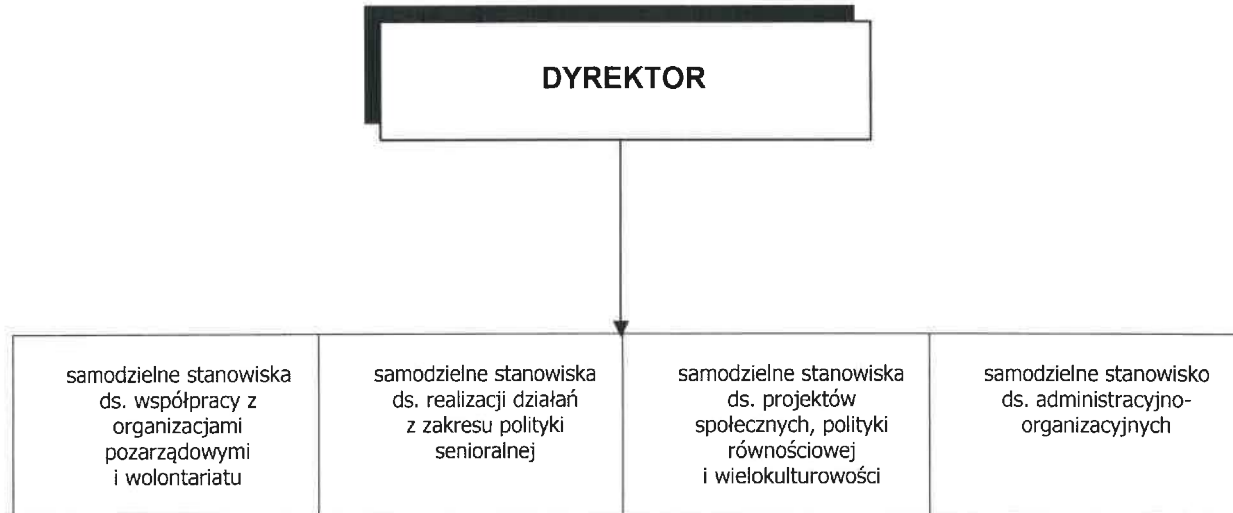 DYREKTOR
samodzielne stanowiska
ds. współpracy z
organizacjami
pozarządowymi
i wolontariatu
samodzielne stanowiska
ds. realizacji działań
z zakresu polityki
senioralnej
samodzielne stanowiska
ds. projektów
społecznych, polityki
równościowej
i wielokulturowości
samodzielne stanowisko
ds. administracyjno-
organizacyjnych